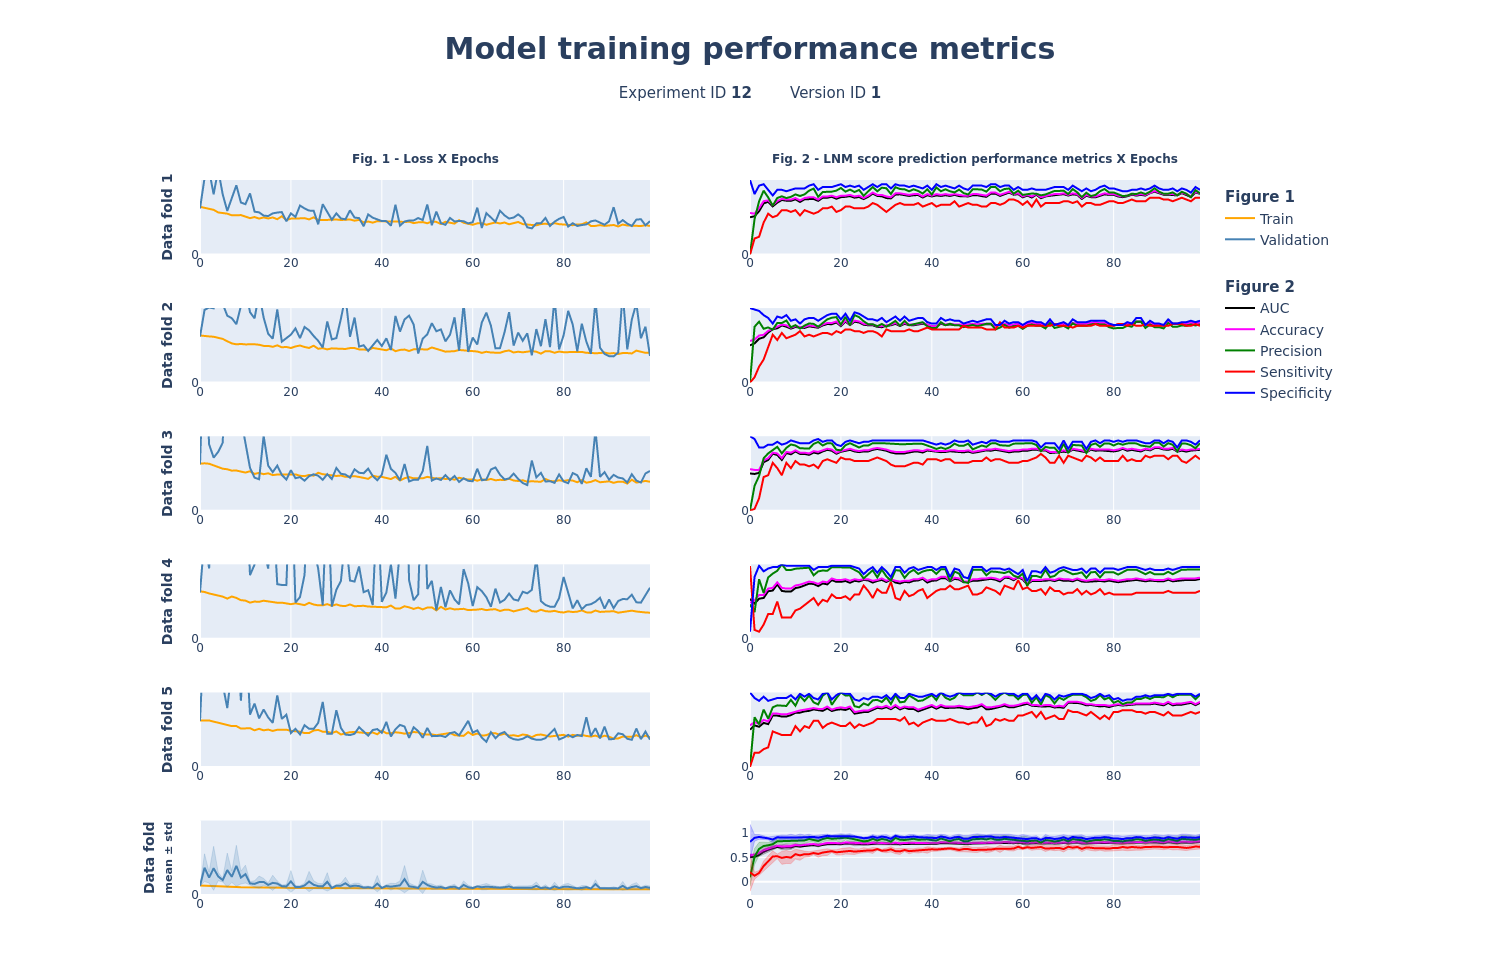 Model training performance metrics
Experiment ID 12 Version ID 1
Fig. 1 - Loss X Epochs
Fig. 2 - LNM score prediction performance metrics X Epochs
Data fold 1
0
0 20 40 60 80
0
0 20 40 60 80
Data fold 2
0
0 20 40 60 80
0
0 20 40 60 80
Data fold 3
0
0 20 40 60 80
0
0 20 40 60 80
Data fold 4
0
0 20 40 60 80
0
0 20 40 60 80
Data fold 5
0
0 20 40 60 80
0
0 20 40 60 80
Data fold
mean ± std
0
0 20 40 60 80
1
0.5
0
0 20 40 60 80
Figure 1
Train
Validation
Figure 2
AUC
Accuracy
Precision
Sensitivity
Specificity